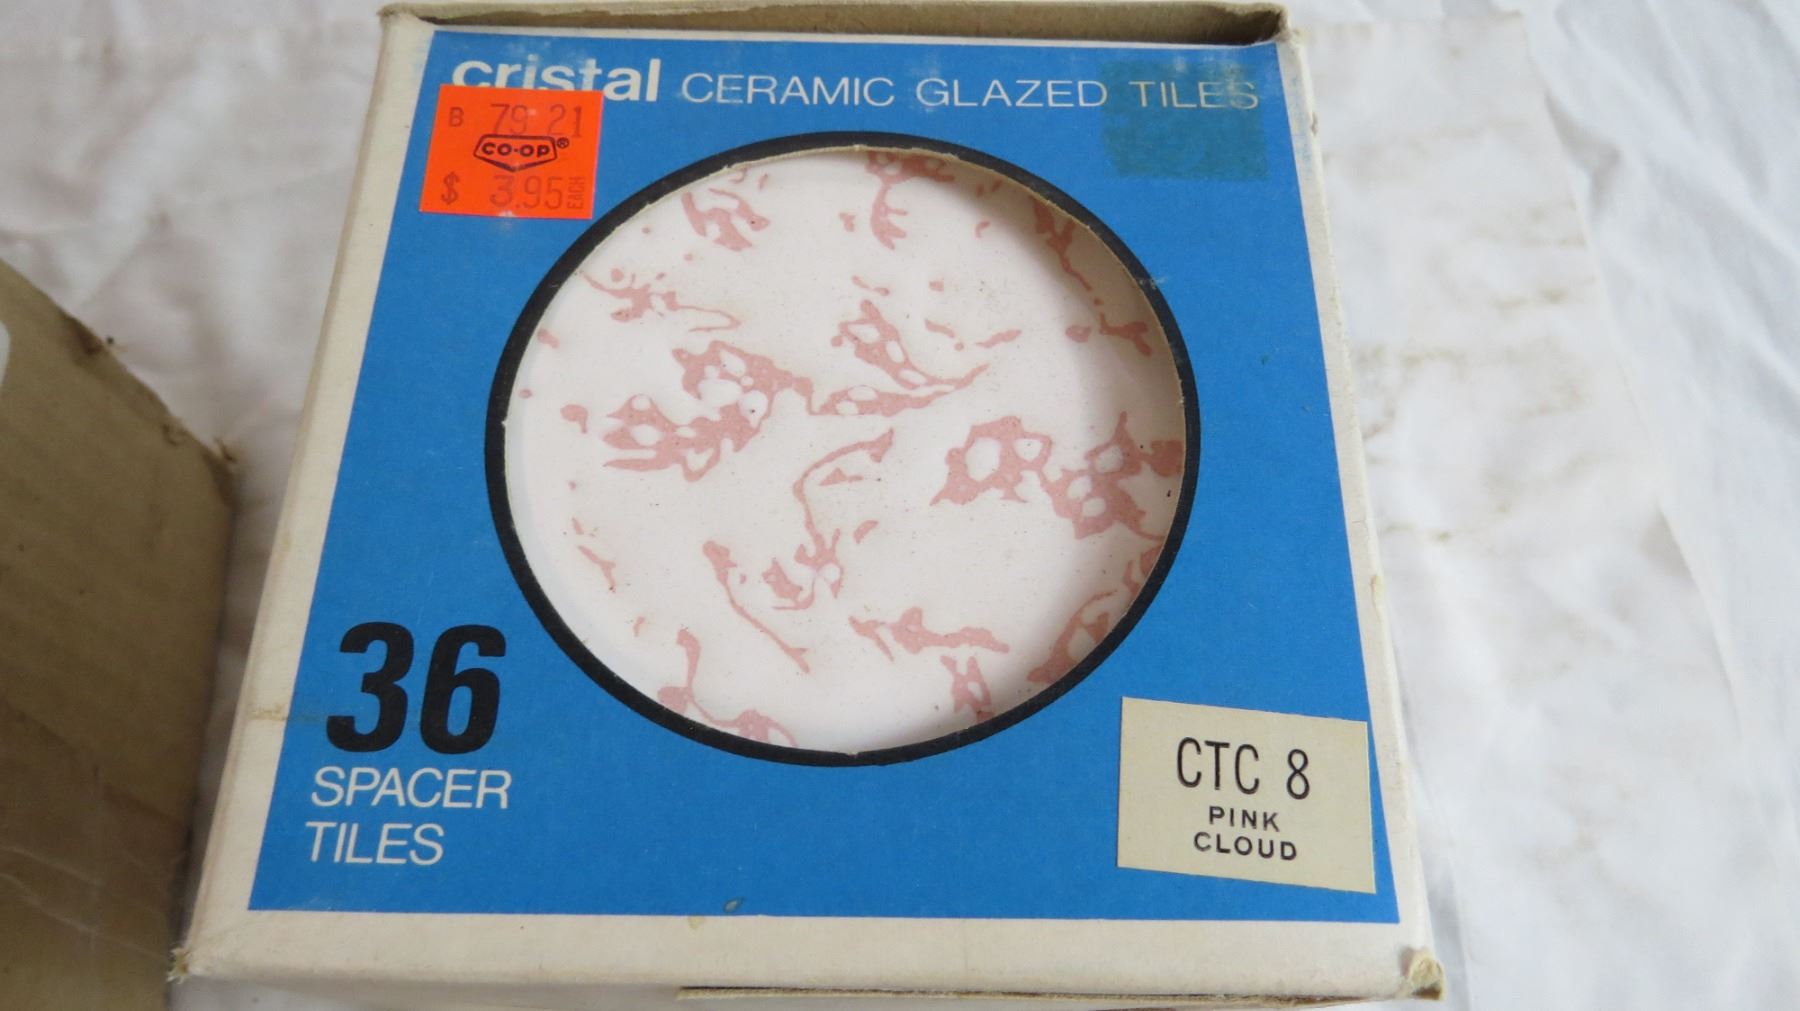 cristal CERAMIC GLAZED TILES
B 79 21
CO-OP®
$ 3.95 EACH
36
SPACER
TILES
CTC 8
PINK
CLOUD